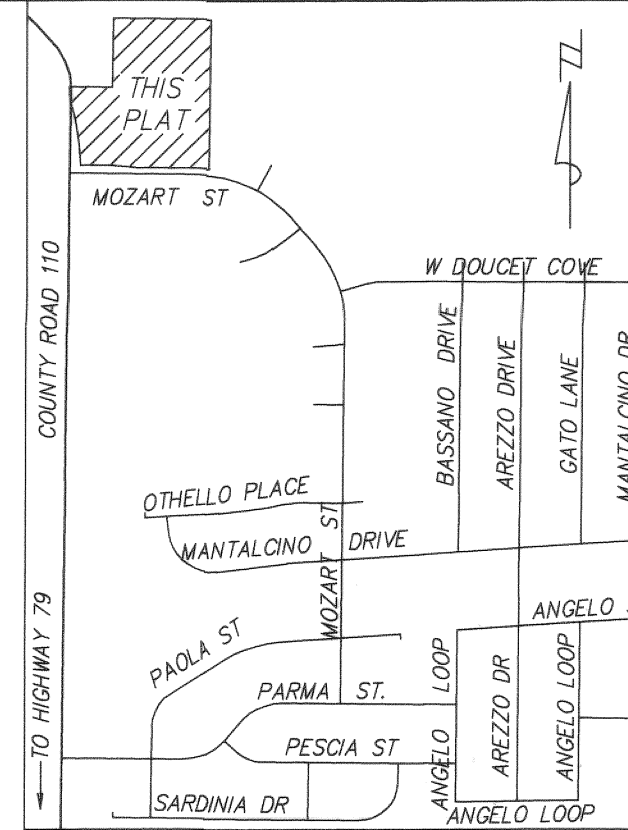 THIS
PLAT
N
MOZART ST
COUNTY ROAD 110
W DOUCET COVE
BASSANO DRIVE
AREZZO DRIVE
GATO LANE
MANTALCINO DR
OTHELLO PLACE
MANTALCINO DRIVE
MOZART ST
TO HIGHWAY 79
PAOLA ST
ANGELO
PARMA ST.
ANGELO LOOP
AREZZO DR
ANGELO LOOP
PESCIA ST
SARDINIA DR
ANGELO LOOP